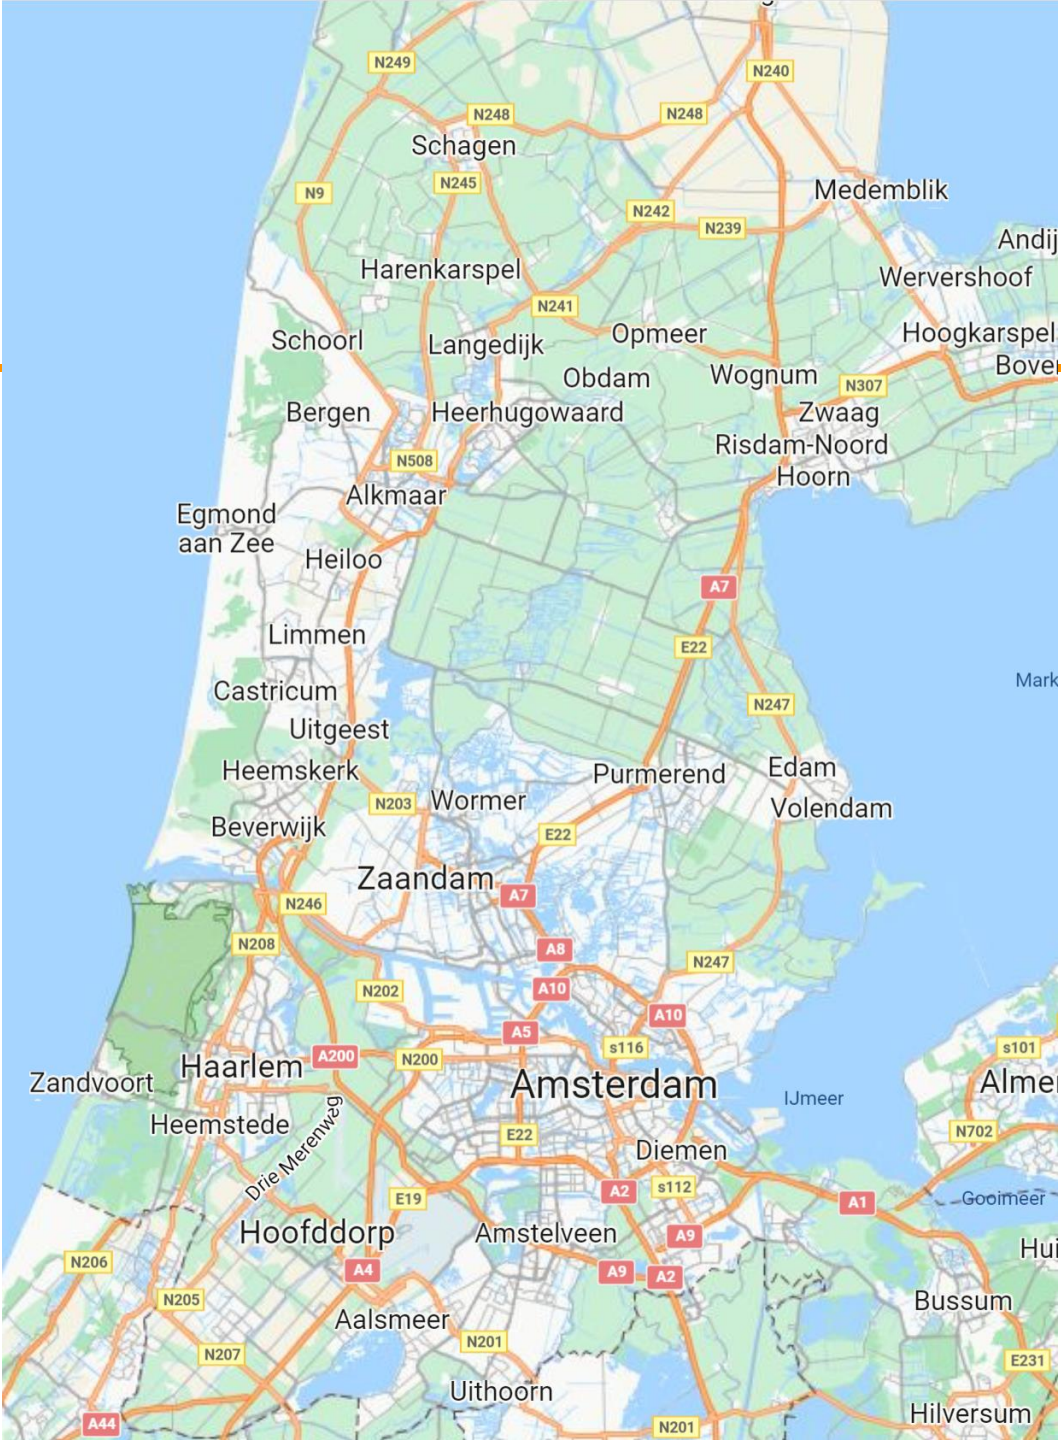 N249
N240
N248
N248
Schagen
N245
N9
Medemblik
N242
N239
Andij
Harenkarspel
Wervershoof
N241
Schoorl
Langedijk
Opmeer
Hoogkarspel
Obdam
Wognum
Bove
N307
Bergen
Heerhugowaard
Zwaag
Risdam-Noord
N508
Hoorn
Alkmaar
Egmond
aan Zee
Heiloo
A7
Limmen
E22
Mark
Castricum
N247
Uitgeest
Heemskerk
Purmerend
Edam
N203
Wormer
Volendam
Beverwijk
E22
Zaandam
A7
N246
N208
A8
N247
N202
A10
A10
A5
s116
s101
A200
N200
Haarlem
Zandvoort
Amsterdam
Almer
IJmeer
Heemstede
N702
E22
Drie Merenweg
Diemen
E19
A2
s112
A1
Gooimeer
Hoofddorp
Amstelveen
A9
Hui
N206
A4
A9
A2
N205
Bussum
Aalsmeer
N201
N207
E231
Uithoorn
A44
N201
Hilversum